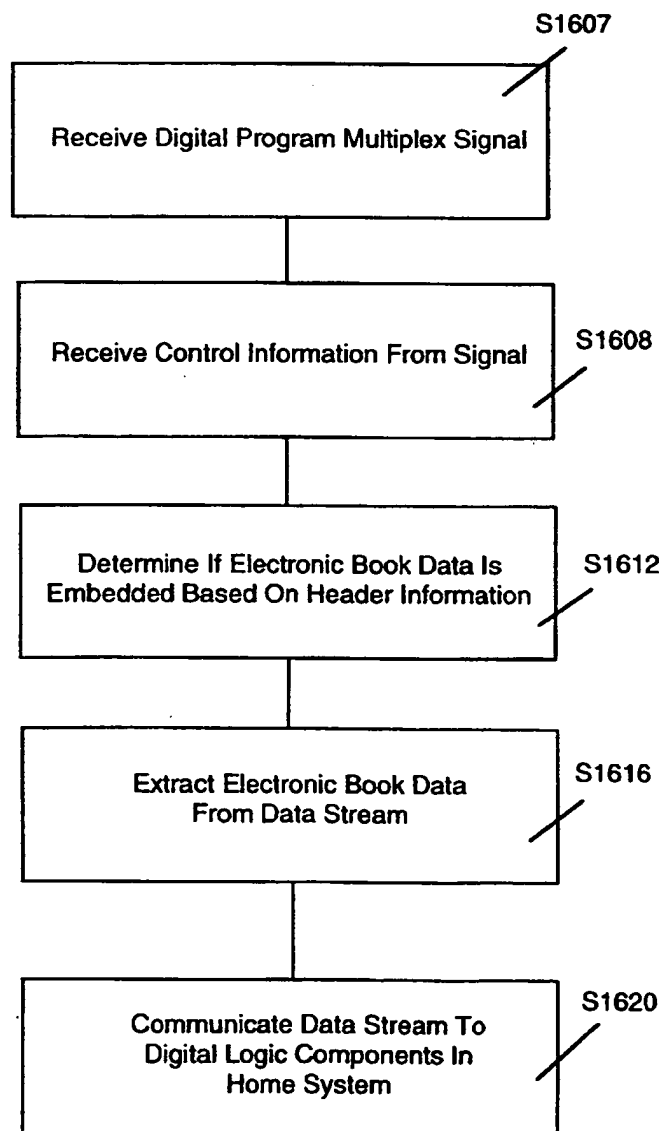 S1607
Receive Digital Program Multiplex Signal
Receive Control Information From Signal
S1608
Determine If Electronic Book Data Is
Embedded Based On Header Information
S1612
Extract Electronic Book Data
From Data Stream
S1616
Communicate Data Stream To
Digital Logic Components In
Home System
S1620